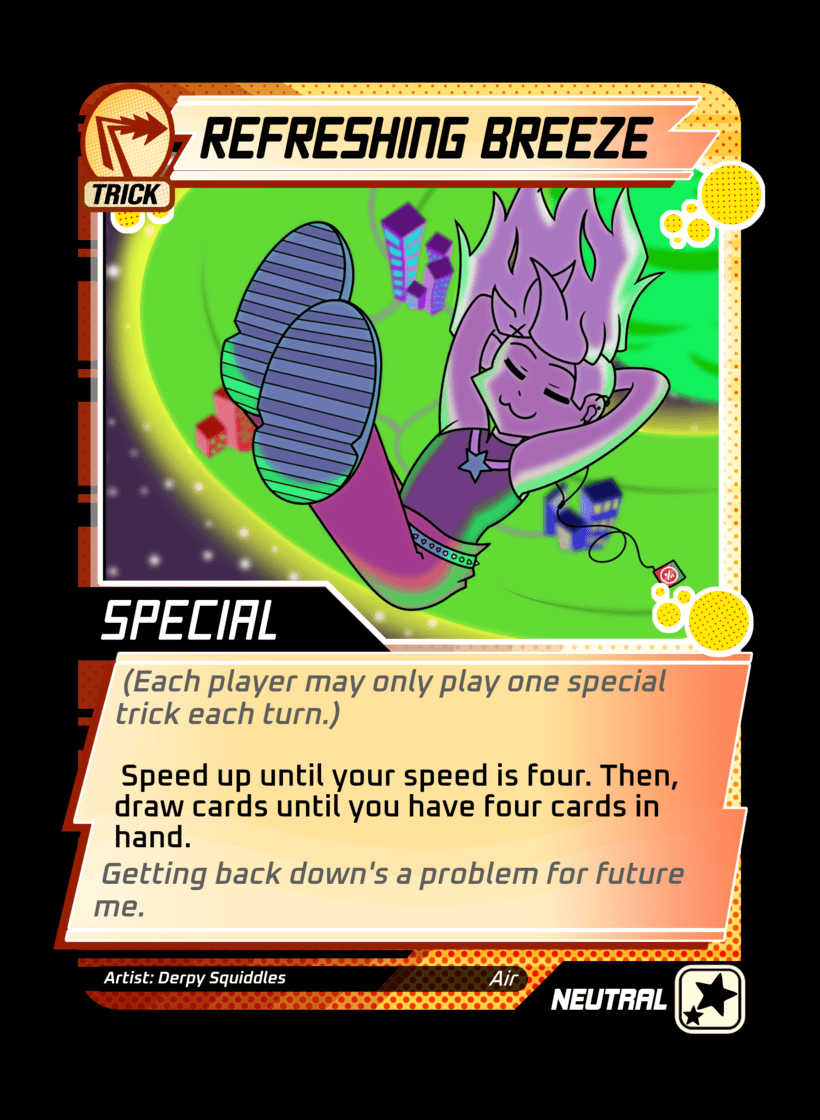 REFRESHING BREEZE
TRICK
SPECIAL
(Each player may only play one special
trick each turn.)
Speed up until your speed is four. Then,
draw cards until you have four cards in
hand.
Getting back down's a problem for future
me.
Artist: Derpy Squiddles
Air
NEUTRAL